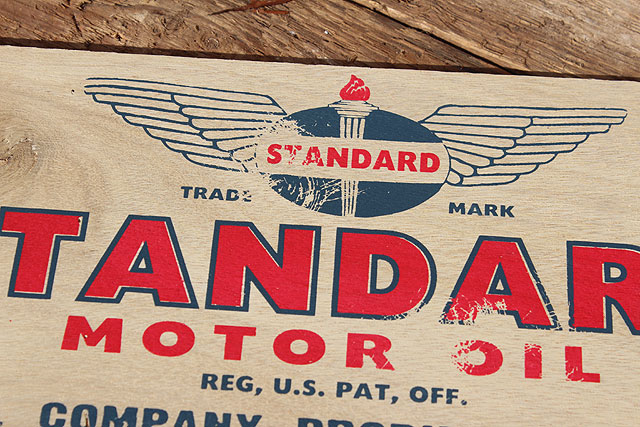 STANDARD
TRADE MARK
TANDAR
MOTOR OIL
REG, U.S. PAT, OFF.
COMPANY